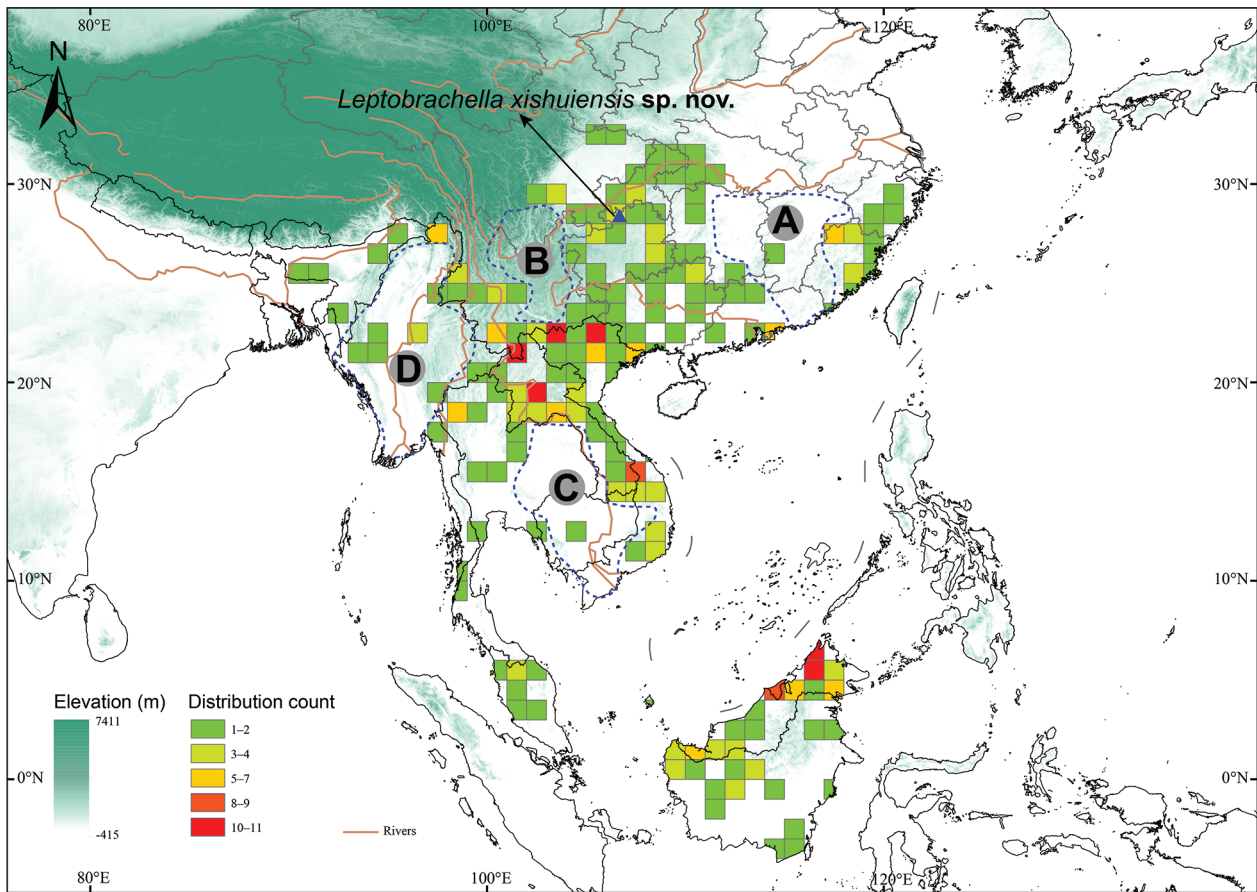 80°E
100°E
120°E
N
Leptobrachella xishuiensis sp. nov.
30°N
30°N
A
B
20°N
20°N
D
C
10°N
10°N
Elevation (m)
7411
-415
Distribution count
1–2
3–4
5–7
8–9
10–11
Rivers
0°N
0°N
80°E
100°E
120°E